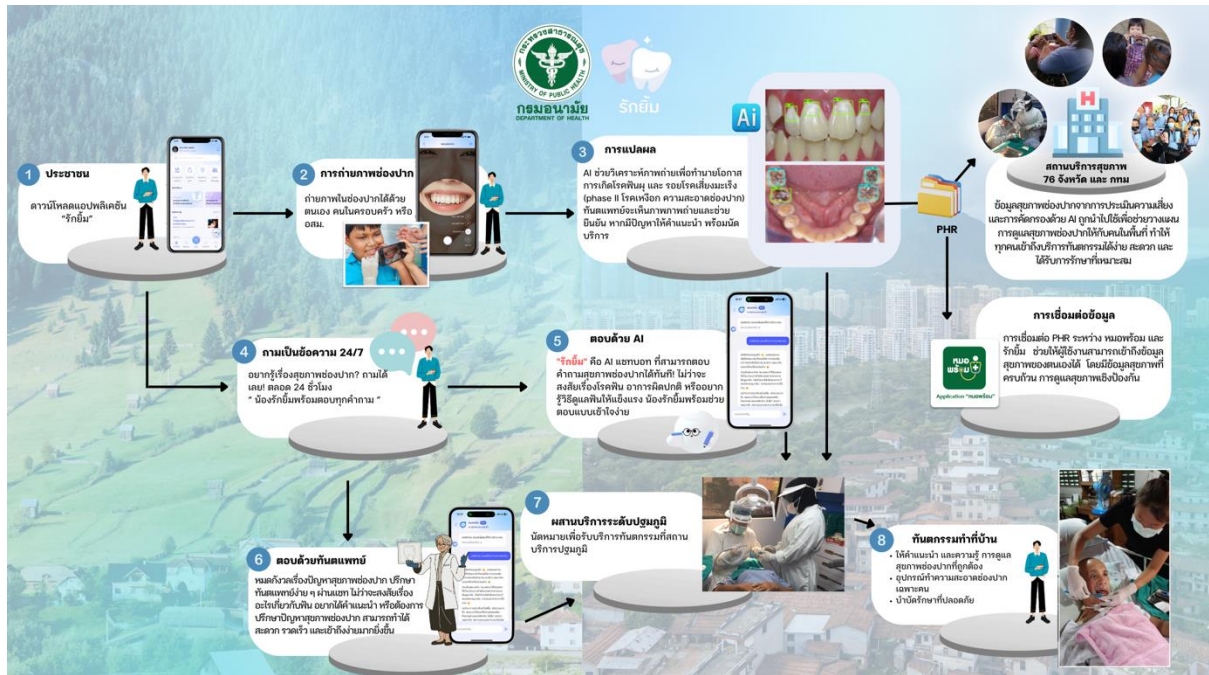 กระทรวงสาธารณสุข
MINISTRY OF PUBLIC HEALTH
กรมอนามัย
DEPARTMENT OF HEALTH
รักยิ้ม
1
ประชาชน
ดาวน์โหลดแอปพลิเคชัน
"รักยิ้ม"
2
การถ่ายภาพช่องปาก
ถ่ายภาพในช่องปากได้ด้วย
ตนเอง คนในครอบครัว หรือ
อสม.
3
การแปลผล
AI ช่วยวิเคราะห์ภาพถ่ายเพื่อทำนายโอกาส
การเกิดโรคฟันผุ และ รอยโรคเสี่ยงมะเร็ง
(phase II โรคเหงือก ความสะอาดช่องปาก)
ทันตแพทย์จะเห็นภาพภาพถ่ายและช่วย
ยืนยัน หากมีปัญหาให้คำแนะนำ พร้อมนัด
บริการ
Ai
PHR
H
สถานบริการสุขภาพ
76 จังหวัด และ กทม
ข้อมูลสุขภาพช่องปากจากการประเมินความเสี่ยง
และการคัดกรองด้วย AI ถูกนำไปใช้เพื่อช่วยวางแผน
การดูแลสุขภาพช่องปากให้กับคนในพื้นที่ ทำให้
ทุกคนเข้าถึงบริการทันตกรรมได้ง่าย สะดวก และ
ได้รับการรักษาที่เหมาะสม
การเชื่อมต่อข้อมูล
การเชื่อมต่อ PHR ระหว่าง หมอพร้อม และ
รักยิ้ม ช่วยให้ผู้ใช้งานสามารถเข้าถึงข้อมูล
สุขภาพของตนเองได้ โดยมีข้อมูลสุขภาพที่
ครบถ้วน การดูแลสุขภาพเชิงป้องกัน
หมอ
พร้อม
Application "หมอพร้อม"
4
ถามเป็นข้อความ 24/7
อยากรู้เรื่องสุขภาพช่องปาก? ถามได้
เลย! ตลอด 24 ชั่วโมง
" น้องรักยิ้มพร้อมตอบทุกคำถาม "
5
ตอบด้วย AI
"รักยิ้ม" คือ AI แชทบอท ที่สามารถตอบ
คำถามสุขภาพช่องปากได้ทันที! ไม่ว่าจะ
สงสัยเรื่องโรคฟัน อาการผิดปกติ หรืออยาก
รู้วิธีดูแลฟันให้แข็งแรง น้องรักยิ้มพร้อมช่วย
ตอบแบบเข้าใจง่าย
6
ตอบด้วยทันตแพทย์
หมดกังวลเรื่องปัญหาสุขภาพช่องปาก ปรึกษา
ทันตแพทย์ง่าย ๆ ผ่านแชท ไม่ว่าจะสงสัยเรื่อง
อะไรเกี่ยวกับฟัน อยากได้คำแนะนำ หรือต้องการ
ปรึกษาปัญหาสุขภาพช่องปาก สามารถทำได้
สะดวก รวดเร็ว และเข้าถึงง่ายมากยิ่งขึ้น
7
ผสานบริการระดับปฐมภูมิ
นัดหมายเพื่อรับบริการทันตกรรมที่สถาน
บริการปฐมภูมิ
8
ทันตกรรมทำที่บ้าน
• ให้คำแนะนำ และความรู้ การดูแล
สุขภาพช่องปากที่ถูกต้อง
• อุปกรณ์ทำความสะอาดช่องปาก
เฉพาะคน
• บำบัดรักษาที่ปลอดภัย